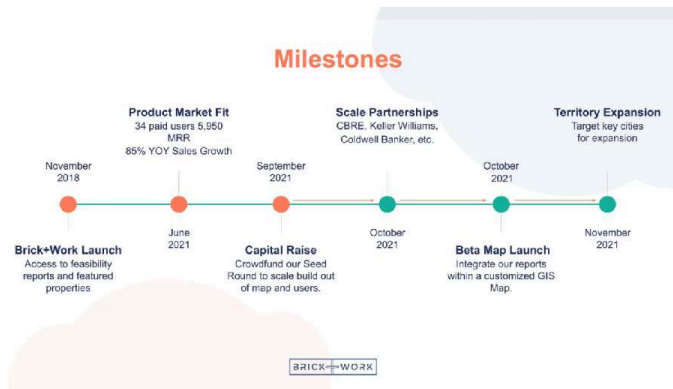 Milestones
Product Market Fit
34 paid users 5,950
MRR
85% YOY Sales Growth
Scale Partnerships
CBRE, Keller Williams,
Coldwell Banker, etc.
Territory Expansion
Target key cities
for expansion
November
2018
September
2021
October
2021
June
2021
October
2021
November
2021
Brick+Work Launch
Access to feasibility
reports and featured
properties
Capital Raise
Crowdfund our Seed
Round to scale build out
of map and users.
Beta Map Launch
Integrate our reports
within a customized GIS
Map.
BRICK+WORK